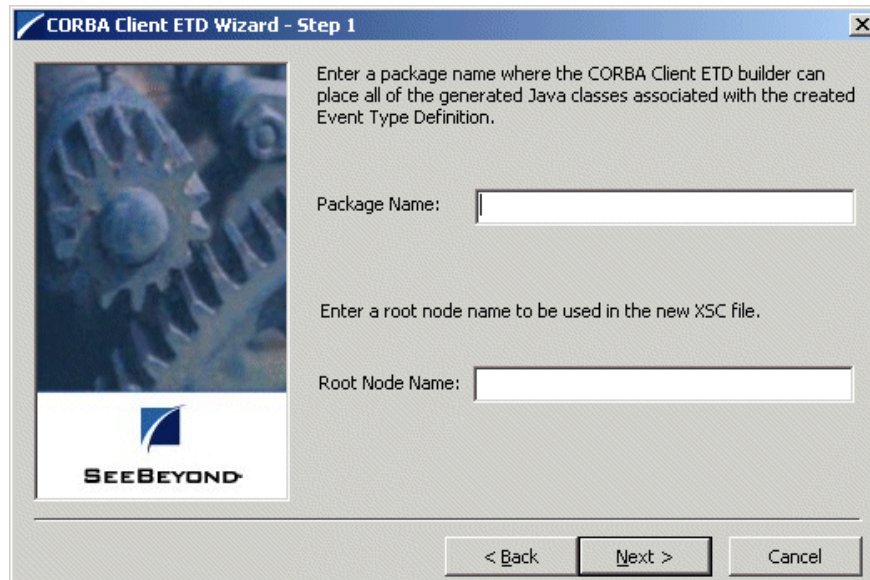 CORBA Client ETD Wizard - Step 1
Enter a package name where the CORBA Client ETD builder can
place all of the generated Java classes associated with the created
Event Type Definition.
Package Name:
Enter a root node name to be used in the new XSC file.
Root Node Name:
SEEBEYOND
< Back
Next >
Cancel